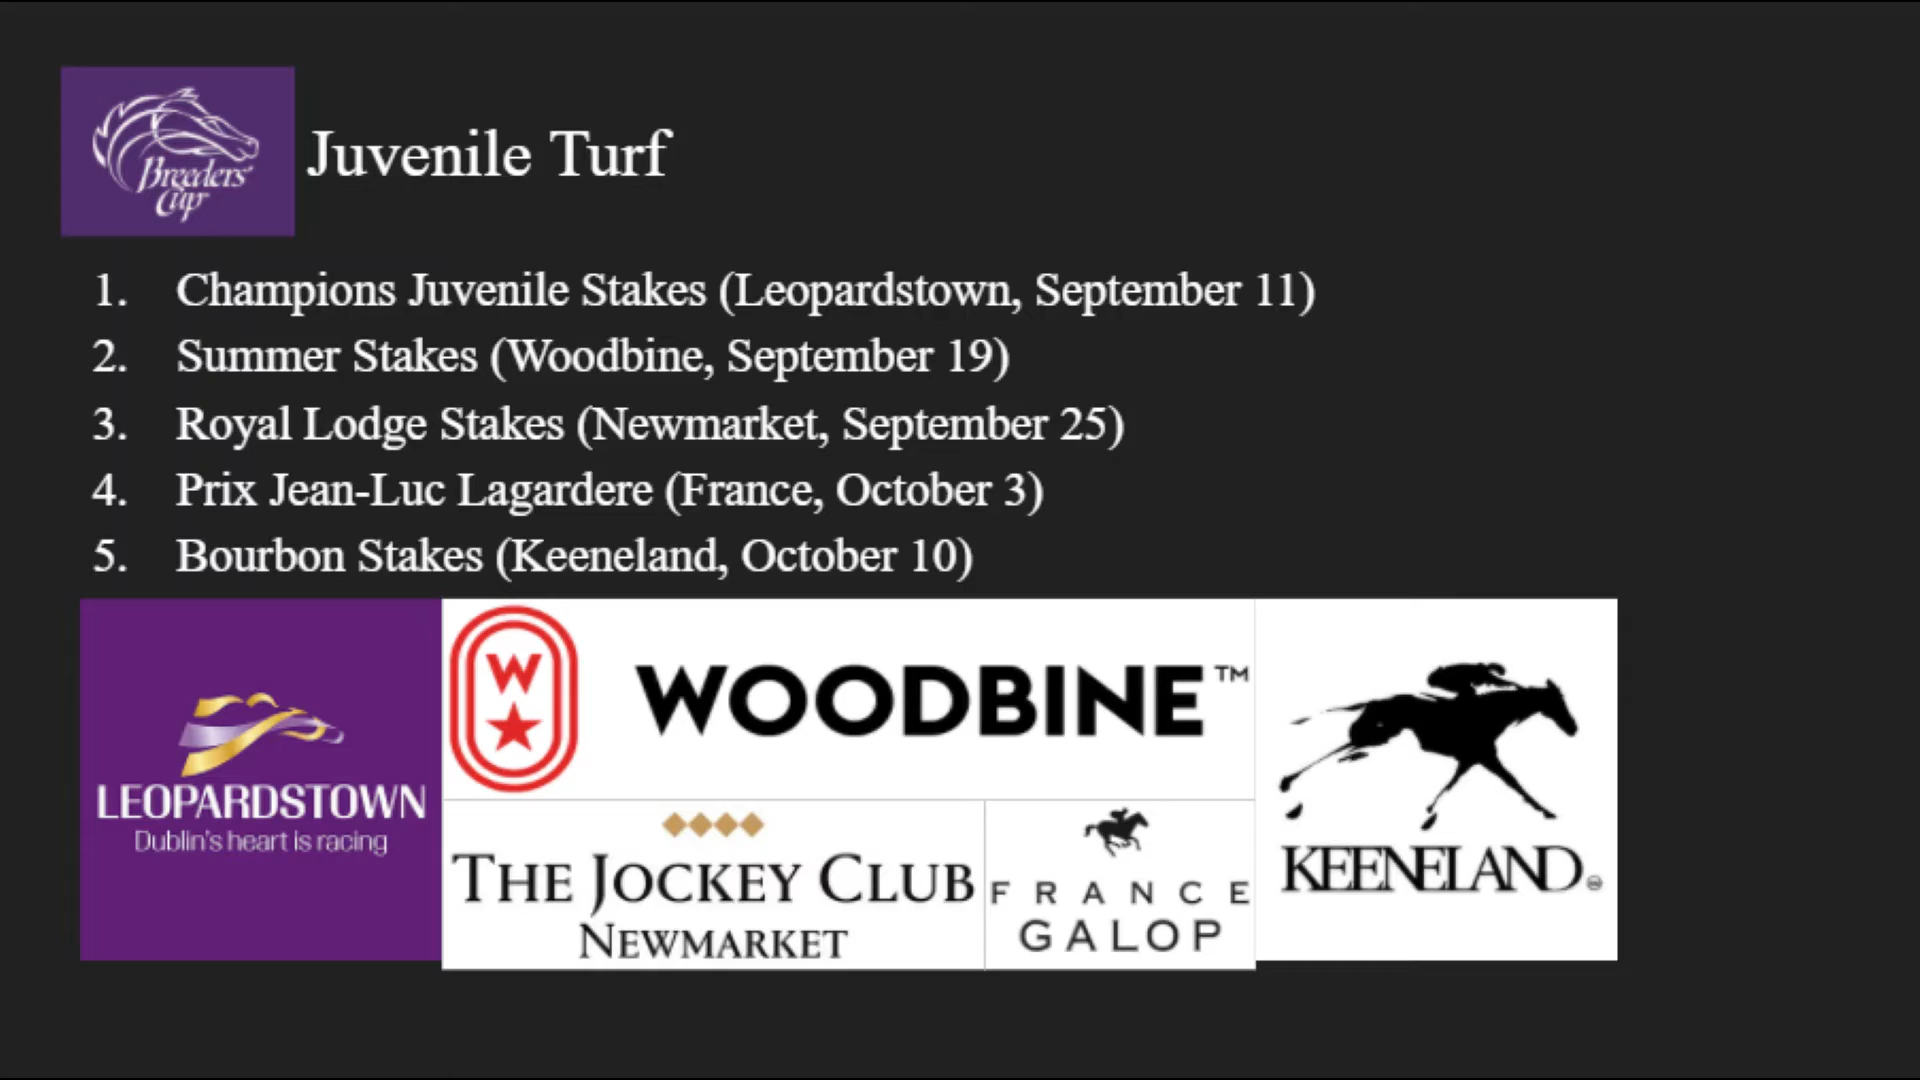 Breeders'
Cup
Juvenile Turf
1. Champions Juvenile Stakes (Leopardstown, September 11)
2. Summer Stakes (Woodbine, September 19)
3. Royal Lodge Stakes (Newmarket, September 25)
4. Prix Jean-Luc Lagardere (France, October 3)
5. Bourbon Stakes (Keeneland, October 10)
LEOPARDSTOWN
Dublin's heart is racing
W
WOODBINE™
THE JOCKEY CLUB
NEWMARKET
FRANCE
GALOP
KEENELAND